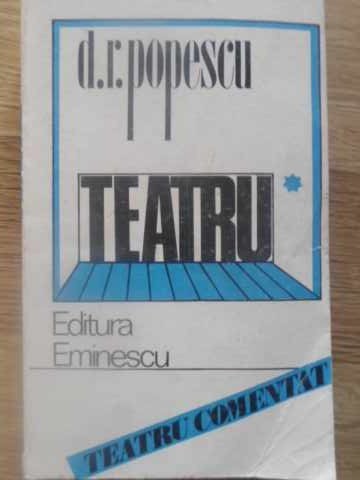 d.r.popescu
TEATRU *
Editura
Eminescu
TEATRU COMENTAT